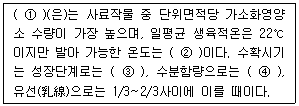 ( ① )(은)는 사료작물 중 단위면적당 가소화영양
소 수량이 가장 높으며, 일평균 생육적온은 22℃
이지만 발아 가능한 온도는 ( ② )이다. 수확시기
는 성장단계로는 ( ③ ), 수분함량으로는 ( ④ ),
유선(乳線)으로는 1/3~2/3사이에 이를 때이다.